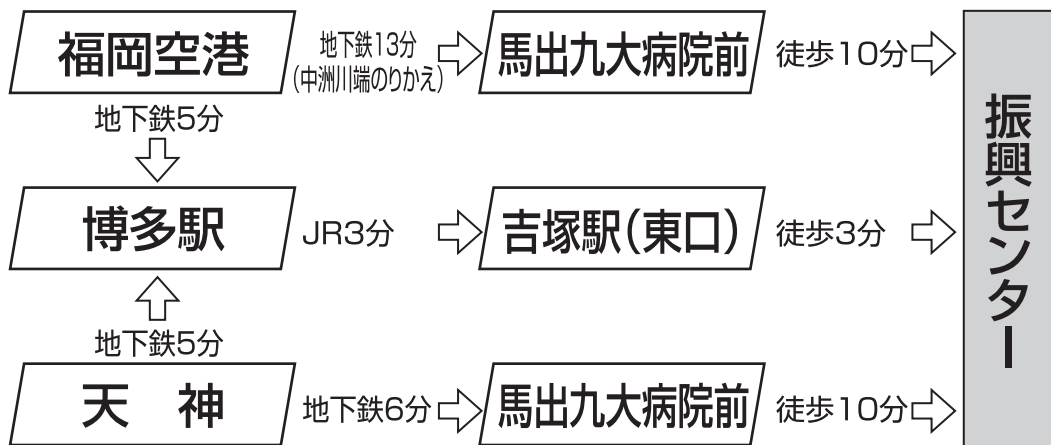 福岡空港
地下鉄13分
(中洲川端のりかえ)
馬出九大病院前
徒歩10分
地下鉄5分
博多駅
JR3分
吉塚駅(東口)
徒歩3分
地下鉄5分
天　神
地下鉄6分
馬出九大病院前
徒歩10分
振興センター